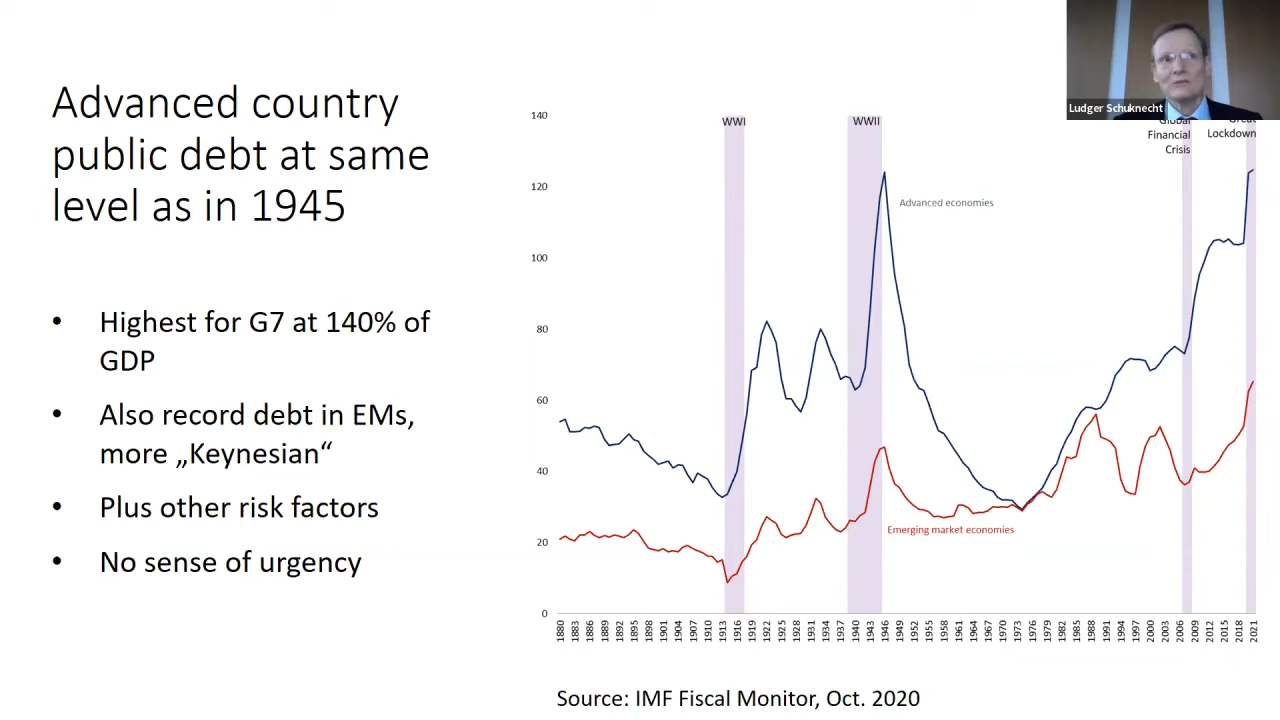 Ludger Schuknecht
Advanced country
public debt at same
level as in 1945
• Highest for G7 at 140% of
GDP
• Also record debt in EMs,
more „Keynesian“
• Plus other risk factors
• No sense of urgency
WWI
WWII
Global
Financial
Crisis
Great
Lockdown
Advanced economies
Emerging market economies
140
120
100
80
60
40
20
0
1880 1883 1886 1889 1892 1895 1898 1901 1904 1907 1910 1913 1916 1919 1922 1925 1928 1931 1934 1937 1940 1943 1946 1949 1952 1955 1958 1961 1964 1967 1970 1973 1976 1979 1982 1985 1988 1991 1994 1997 2000 2003 2006 2009 2012 2015 2018 2021
Source: IMF Fiscal Monitor, Oct. 2020